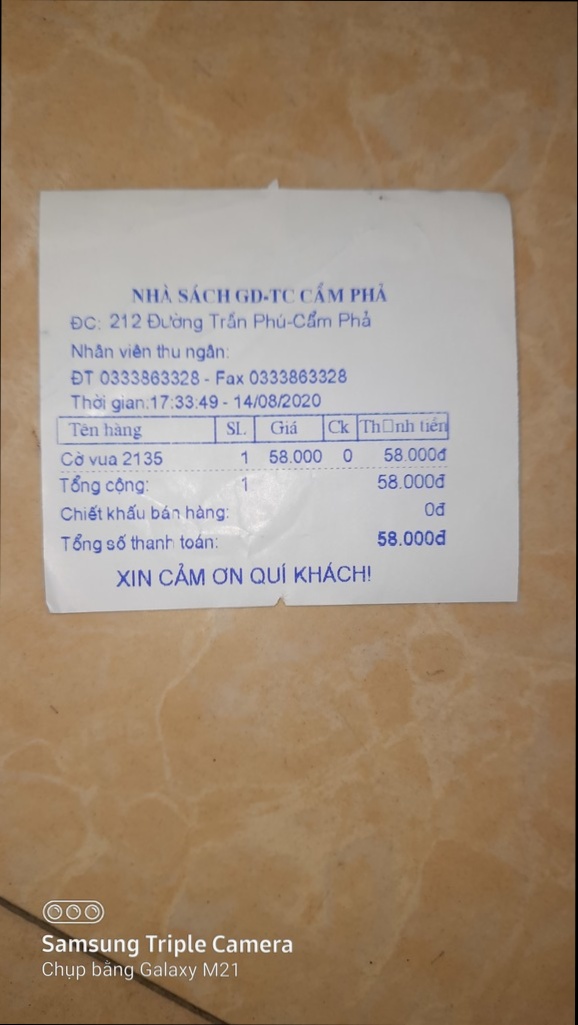 NHÀ SÁCH GD-TC CẨM PHẢ
ĐC: 212 Đường Trần Phú-Cẩm Phả
Nhân viên thu ngân:
ĐT 0333863328 - Fax 0333863328
Thời gian:17:33:49 - 14/08/2020
Tên hàng SL Giá Ck Th□nh tiền
Cờ vua 2135 1 58.000 0 58.000đ
Tổng cộng: 1 58.000đ
Chiết khấu bán hàng: 0đ
Tổng số thanh toán: 58.000đ
XIN CẢM ƠN QUÍ KHÁCH!
Samsung Triple Camera
Chụp bằng Galaxy M21